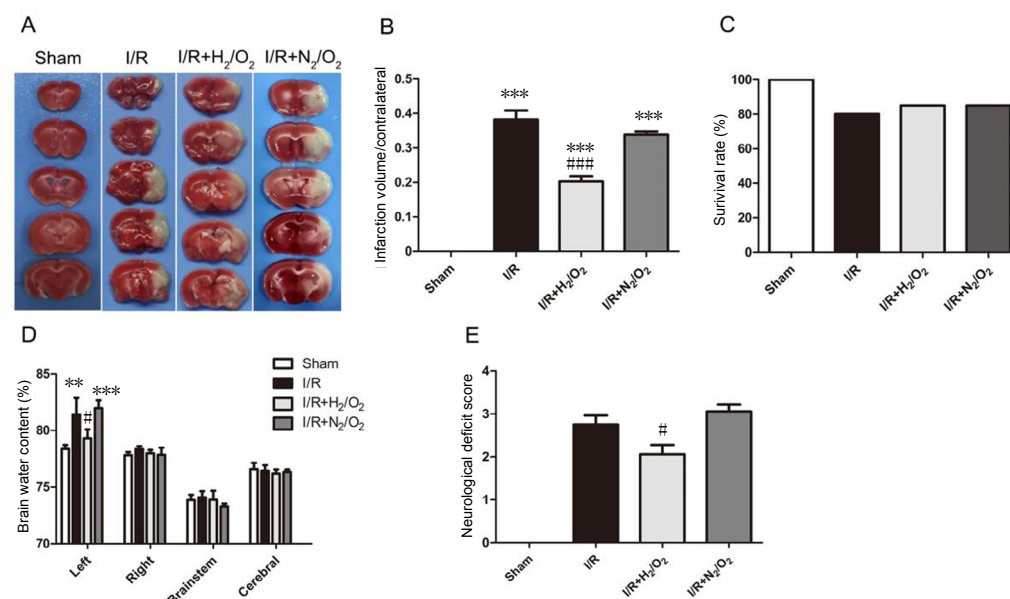 A
Sham I/R I/R+H₂/O₂ I/R+N₂/O₂
B
Infarction volume/contralateral
0.5
0.4
0.3
0.2
0.1
0
***
***
###
***
Sham I/R I/R+H₂/O₂ I/R+N₂/O₂
C
Surivival rate (%)
100
80
60
40
20
0
Sham I/R I/R+H₂/O₂ I/R+N₂/O₂
D
Brain water content (%)
85
80
75
70
** # ***
Sham
I/R
I/R+H₂/O₂
I/R+N₂/O₂
Left Right Brainstem Cerebral
E
Neurological deficit score
4
3
2
1
0
#
Sham I/R I/R+H₂/O₂ I/R+N₂/O₂